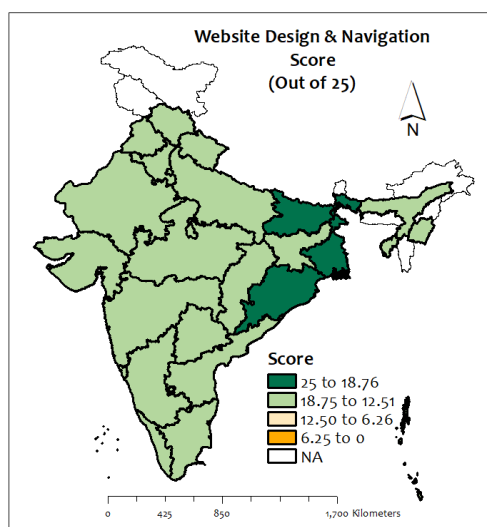 Website Design & Navigation
Score
(Out of 25)
N
Score
25 to 18.76
18.75 to 12.51
12.50 to 6.26
6.25 to 0
NA
0 425 850 1,700 Kilometers